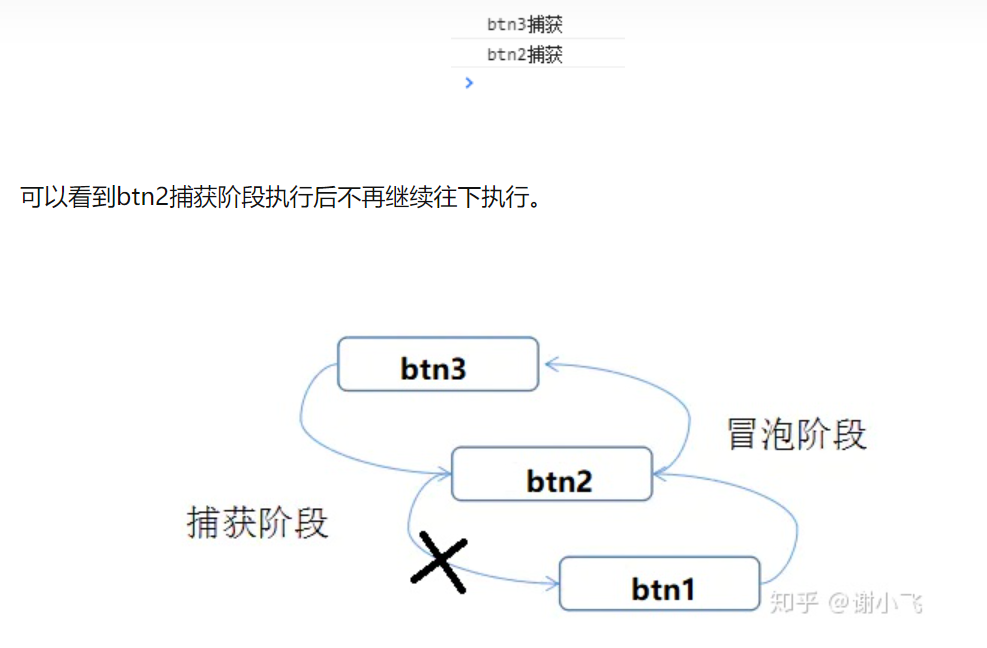 btn3捕获
btn2捕获
>
可以看到btn2捕获阶段执行后不再继续往下执行。
btn3
冒泡阶段
btn2
捕获阶段
btn1
知乎 @谢小飞